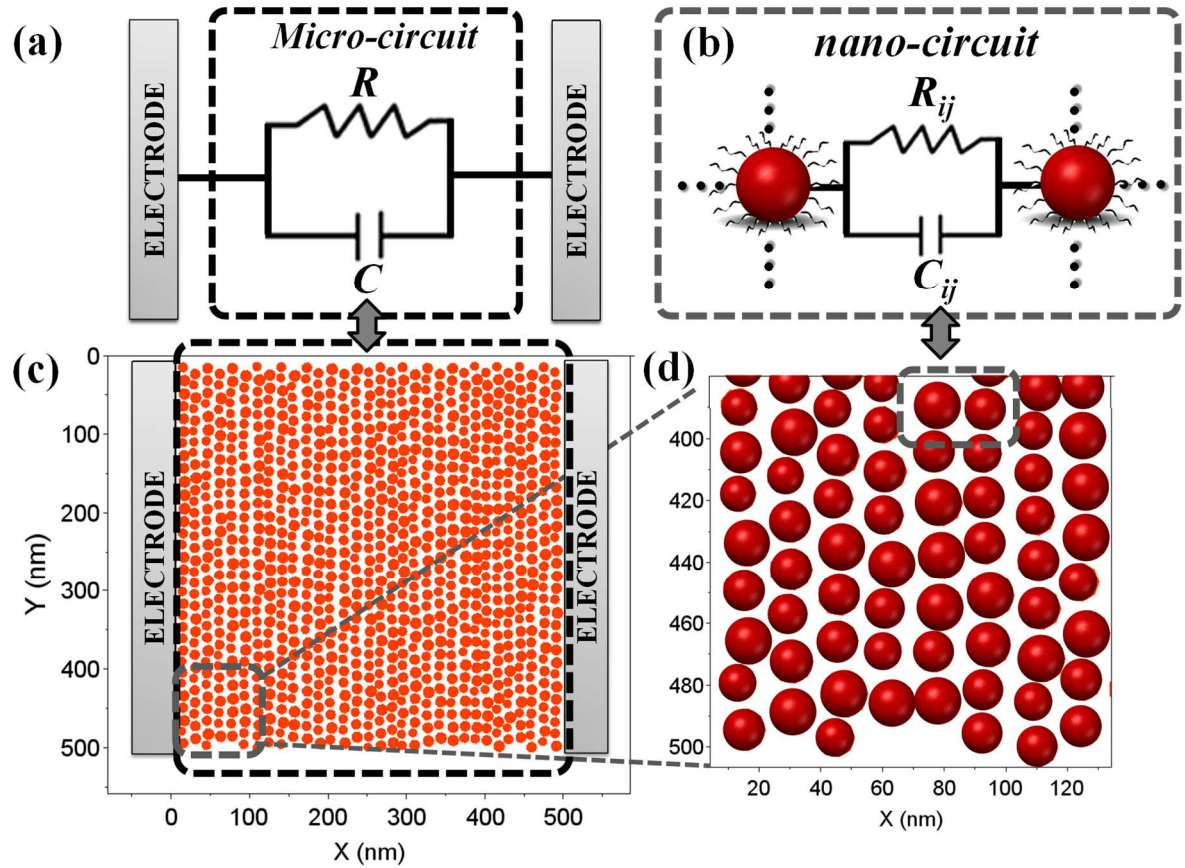 (a)
Micro-circuit
R
C
ELECTRODE
ELECTRODE
(b)
nano-circuit
Rij
Cij
(c)
ELECTRODE
ELECTRODE
Y (nm)
0
100
200
300
400
500
0 100 200 300 400 500
X (nm)
(d)
400
420
440
460
480
500
20 40 60 80 100 120
X (nm)